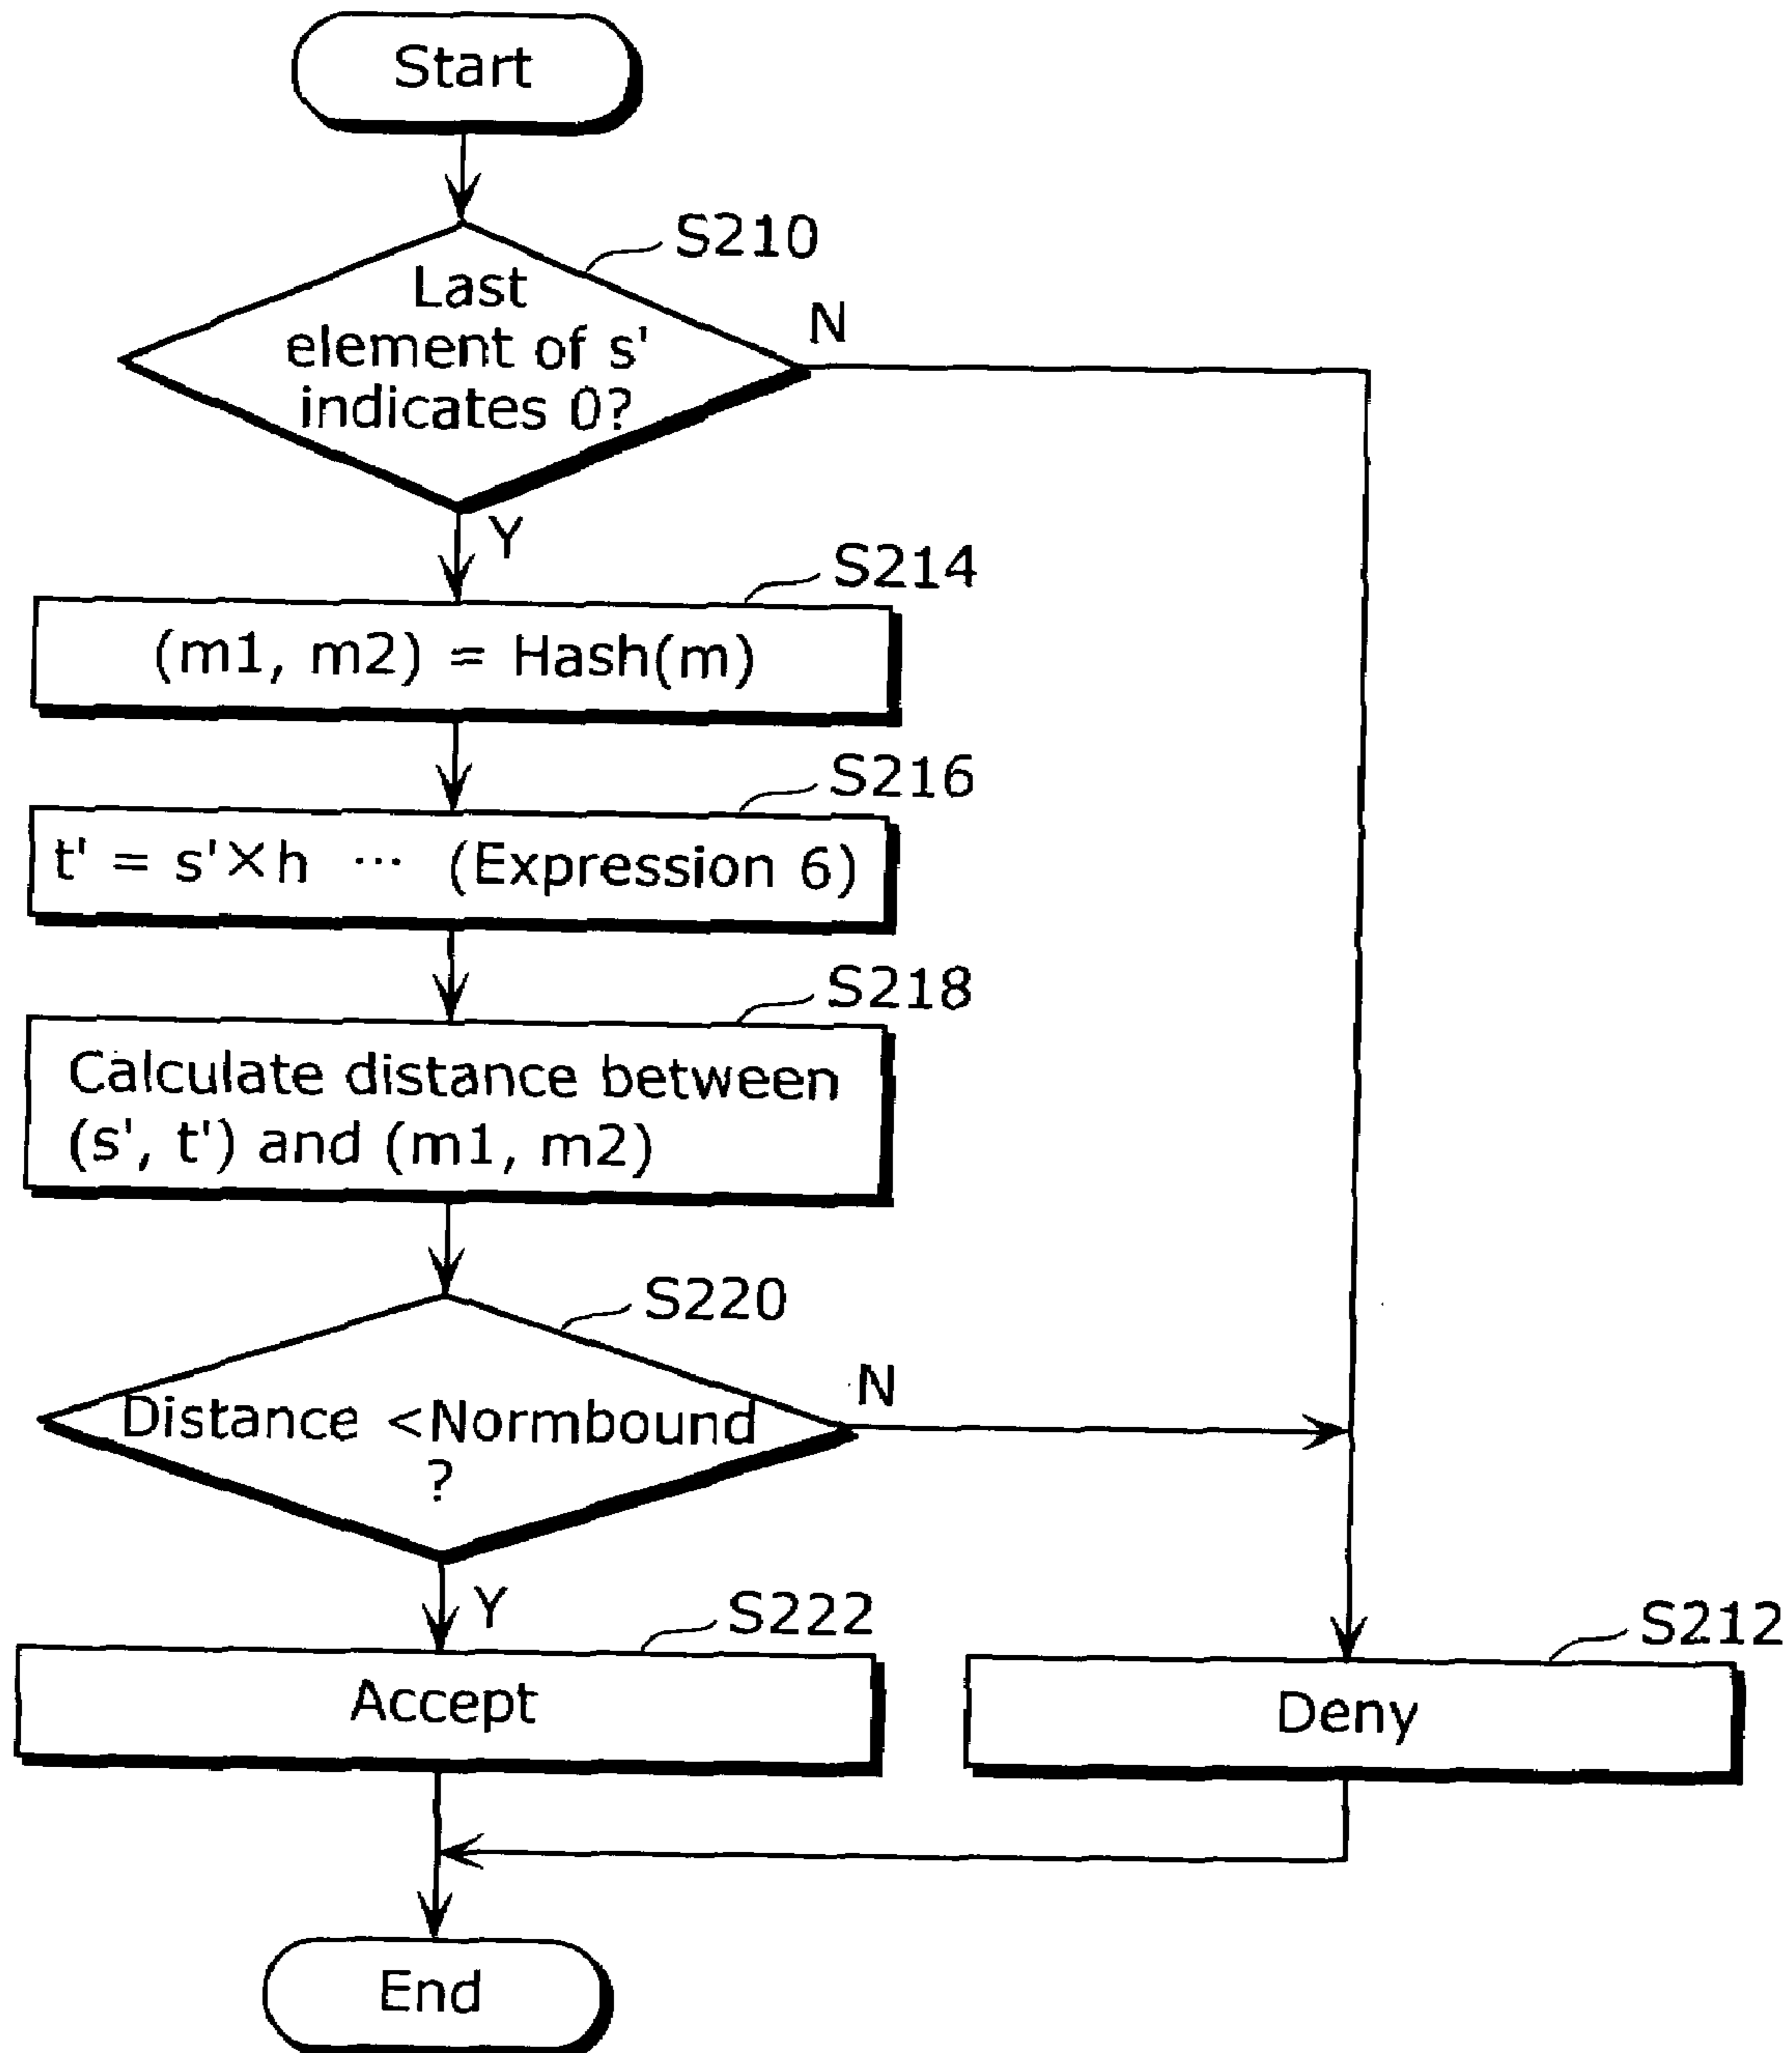 Start
S210
Last
element of s'
indicates 0?
N
Y
S214
(m1, m2) = Hash(m)
S216
t' = s'×h ··· (Expression 6)
S218
Calculate distance between
(s', t') and (m1, m2)
S220
Distance <Normbound
?
N
Y
S222
Accept
S212
Deny
End